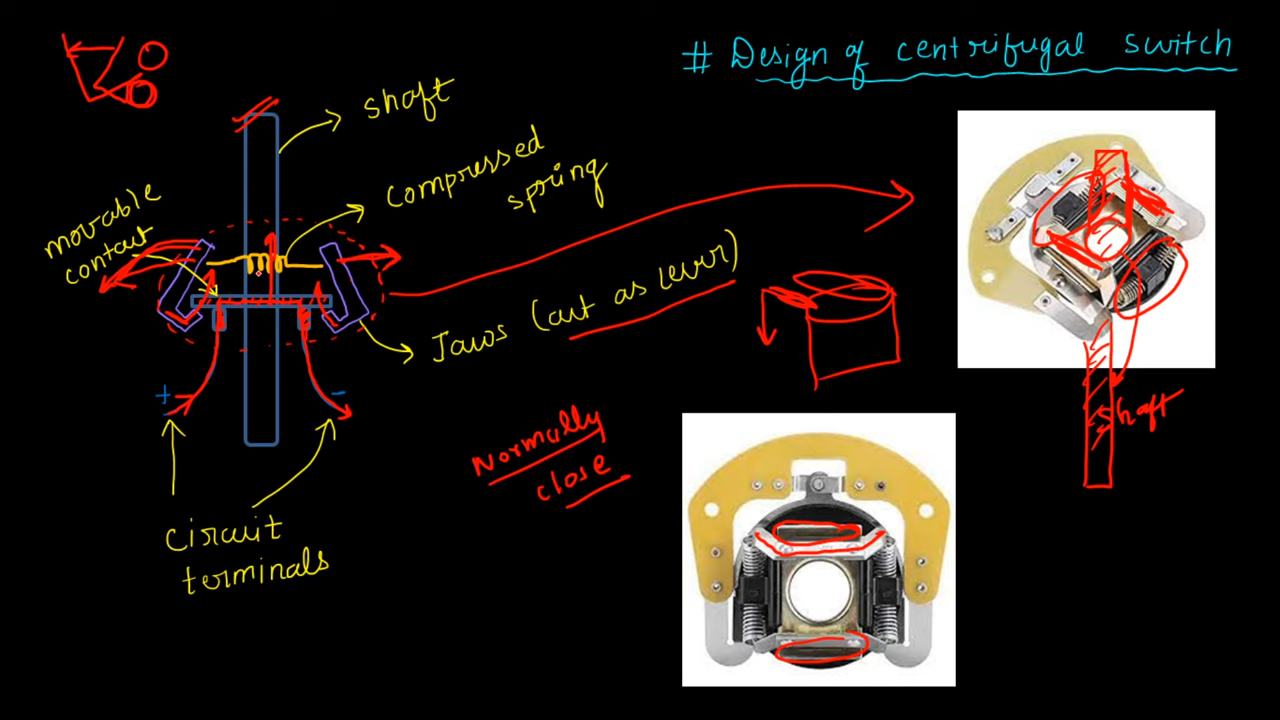 # Design of centrifugal switch
shaft
compressed
spring
movable
contact
Jaws (act as lever)
+
-
Normally
close
circuit
terminals
shaft